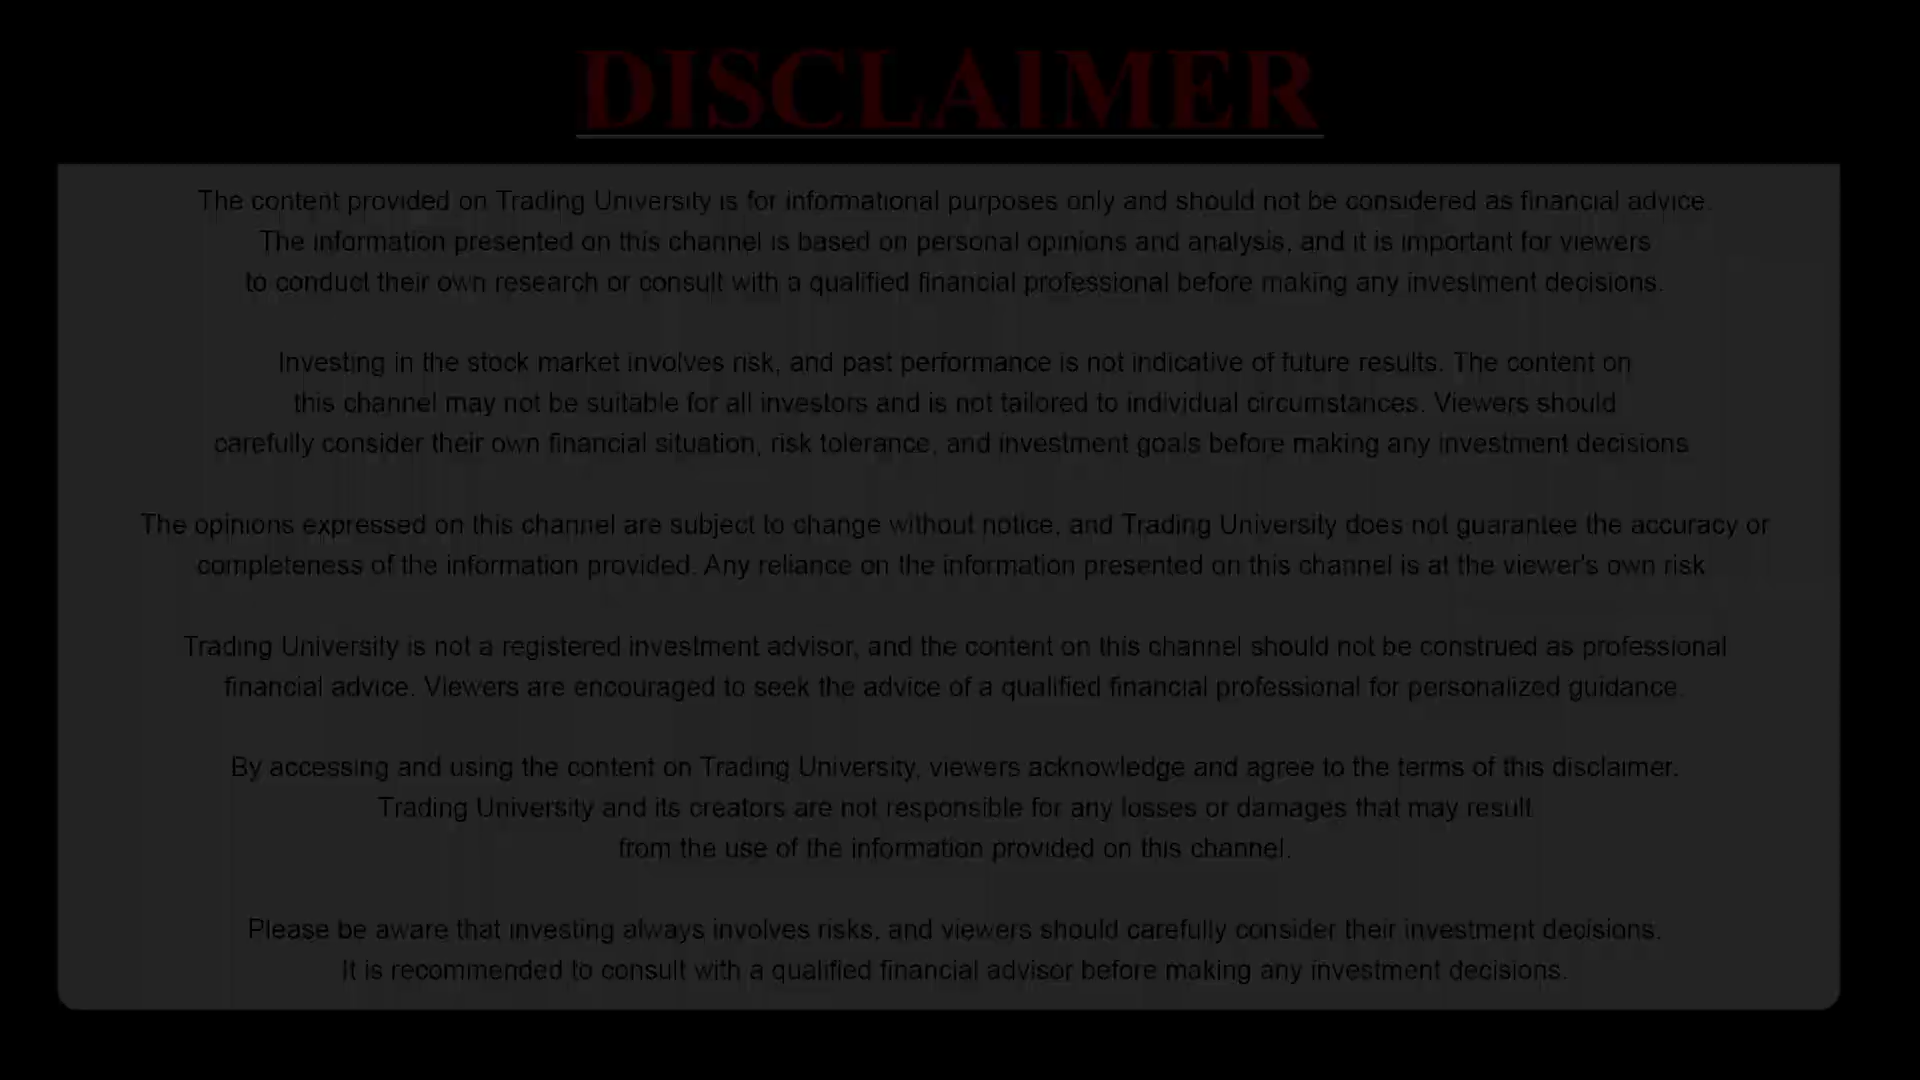 DISCLAIMER
The content provided on Trading University is for informational purposes only and should not be considered as financial advice.
The information presented on this channel is based on personal opinions and analysis, and it is important for viewers
to conduct their own research or consult with a qualified financial professional before making any investment decisions.
Investing in the stock market involves risk, and past performance is not indicative of future results. The content on
this channel may not be suitable for all investors and is not tailored to individual circumstances. Viewers should
carefully consider their own financial situation, risk tolerance, and investment goals before making any investment decisions
The opinions expressed on this channel are subject to change without notice, and Trading University does not guarantee the accuracy or
completeness of the information provided. Any reliance on the information presented on this channel is at the viewer's own risk
Trading University is not a registered investment advisor, and the content on this channel should not be construed as professional
financial advice. Viewers are encouraged to seek the advice of a qualified financial professional for personalized guidance.
By accessing and using the content on Trading University, viewers acknowledge and agree to the terms of this disclaimer.
Trading University and its creators are not responsible for any losses or damages that may result
from the use of the information provided on this channel.
Please be aware that investing always involves risks, and viewers should carefully consider their investment decisions.
It is recommended to consult with a qualified financial advisor before making any investment decisions.